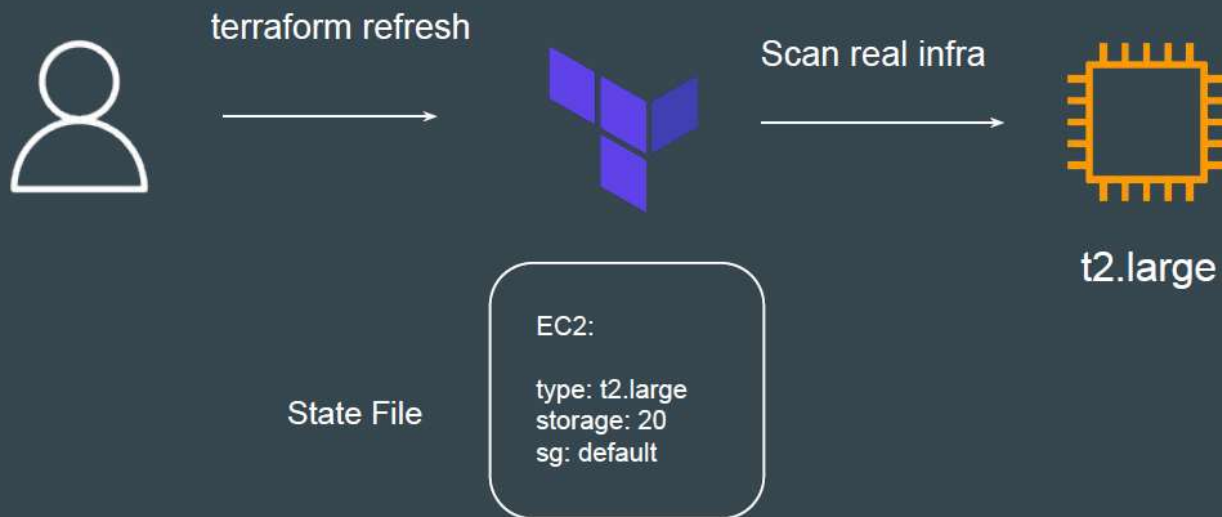 terraform refresh
Scan real infra
t2.large
State File
EC2:
type: t2.large
storage: 20
sg: default